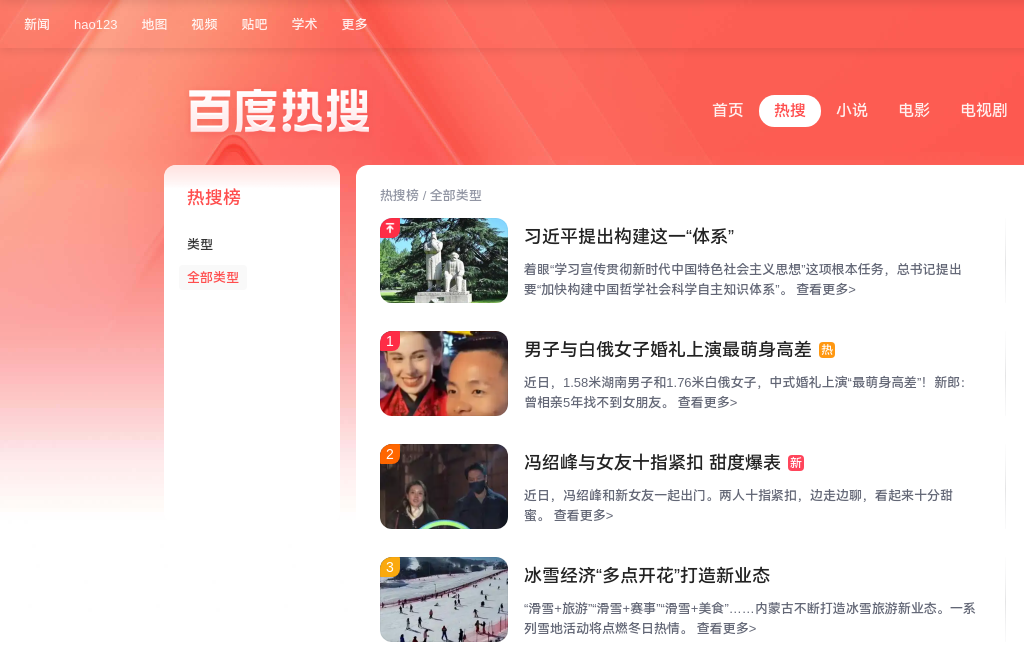 新闻 hao123 地图 视频 贴吧 学术 更多
百度热搜
首页 热搜 小说 电影 电视剧
热搜榜
类型
全部类型
热搜榜 / 全部类型
习近平提出构建这一“体系”
着眼“学习宣传贯彻新时代中国特色社会主义思想”这项根本任务，总书记提出
要“加快构建中国哲学社会科学自主知识体系”。 查看更多>
1
男子与白俄女子婚礼上演最萌身高差 热
近日，1.58米湖南男子和1.76米白俄女子，中式婚礼上演“最萌身高差”！新郎：
曾相亲5年找不到女朋友。 查看更多>
2
冯绍峰与女友十指紧扣 甜度爆表 新
近日，冯绍峰和新女友一起出门。两人十指紧扣，边走边聊，看起来十分甜
蜜。 查看更多>
3
冰雪经济“多点开花”打造新业态
“滑雪+旅游”“滑雪+赛事”“滑雪+美食”……内蒙古不断打造冰雪旅游新业态。一系
列雪地活动将点燃冬日热情。 查看更多>